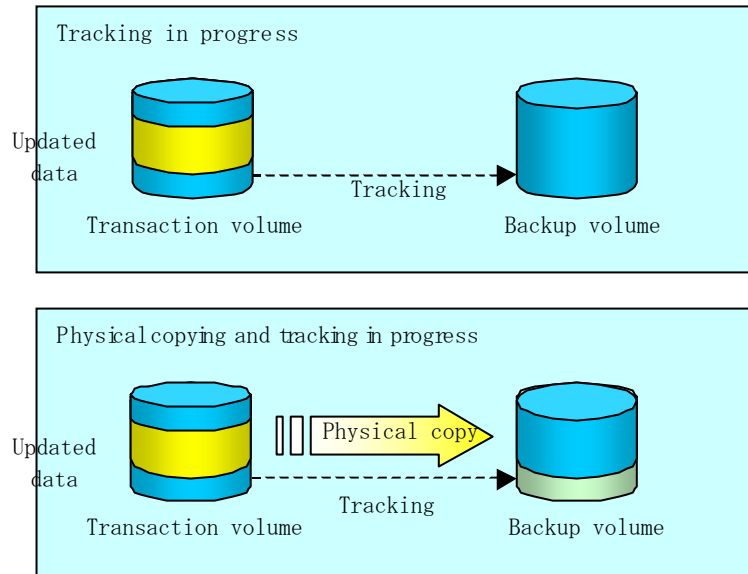 Tracking in progress
Updated
data
Tracking
Transaction volume
Backup volume
Physical copying and tracking in progress
Physical copy
Updated
data
Tracking
Transaction volume
Backup volume